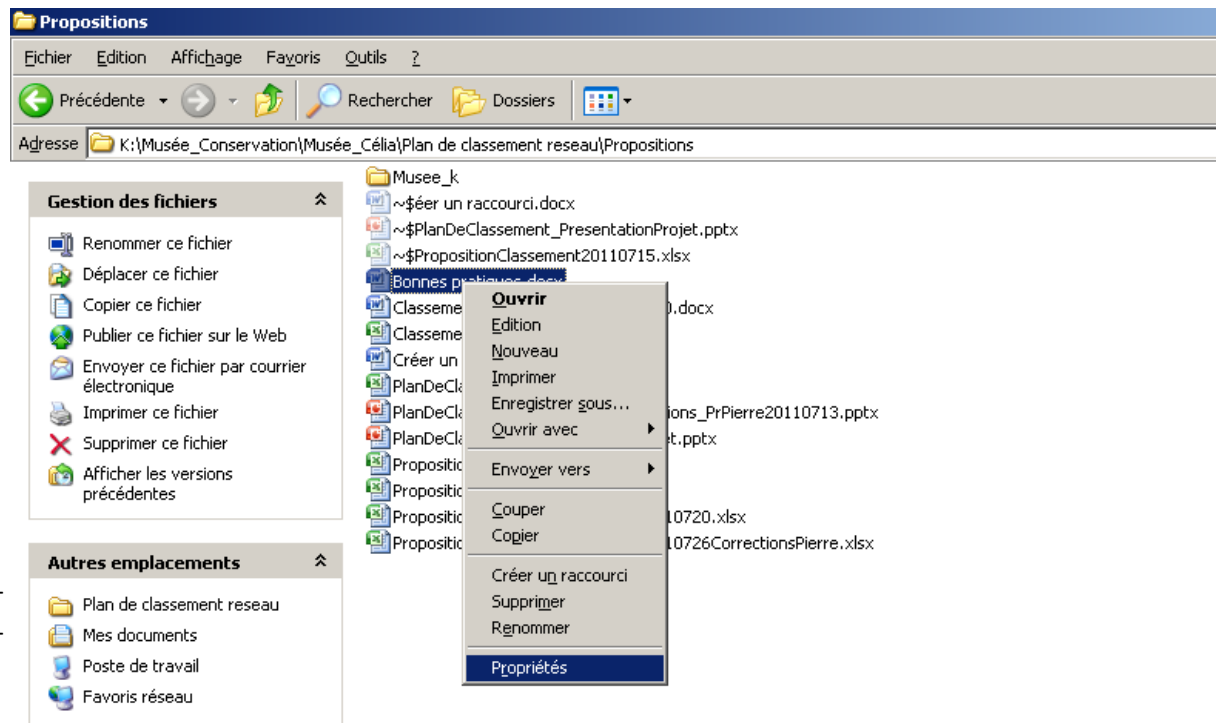 Propositions
Fichier Edition Affichage Favoris Outils ?
Précédente Rechercher Dossiers
Adresse K:\Musée_Conservation\Musée_Célia\Plan de classement reseau\Propositions
Gestion des fichiers
Renommer ce fichier
Déplacer ce fichier
Copier ce fichier
Publier ce fichier sur le Web
Envoyer ce fichier par courrier
électronique
Imprimer ce fichier
Supprimer ce fichier
Afficher les versions
précédentes
Autres emplacements
Plan de classement reseau
Mes documents
Poste de travail
Favoris réseau
Musee_k
~$éer un raccourci.docx
~$PlanDeClassement_PresentationProjet.pptx
~$PropositionClassement20110715.xlsx
Bonnes pratiques.docx
Classeme 0.docx
Classeme
Créer un
PlanDeCla
PlanDeCla ions_PrPierre20110713.pptx
PlanDeCla et.pptx
Propositio
Propositio
Propositio 10720.xlsx
Propositio 10726CorrectionsPierre.xlsx
Ouvrir
Edition
Nouveau
Imprimer
Enregistrer sous...
Ouvrir avec
Envoyer vers
Couper
Copier
Créer un raccourci
Supprimer
Renommer
Propriétés